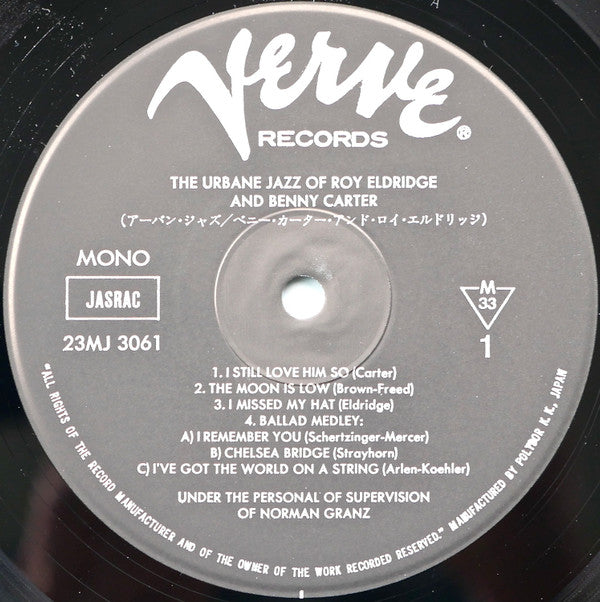 A
Verve®
RECORDS
THE URBANE JAZZ OF ROY ELDRIDGE
AND BENNY CARTER
(アーバン・ジャズ/ベニー・カーター・アンド・ロイ・エルドリッジ)
MONO
JASRAC
23MJ 3061
M
33
1
1. I STILL LOVE HIM SO (Carter)
2. THE MOON IS LOW (Brown-Freed)
3. I MISSED MY HAT (Eldridge)
4. BALLAD MEDLEY:
A) I REMEMBER YOU (Schertzinger-Mercer)
B) CHELSEA BRIDGE (Strayhorn)
C) I'VE GOT THE WORLD ON A STRING (Arlen-Koehler)
UNDER THE PERSONAL OF SUPERVISION
OF NORMAN GRANZ
"ALL RIGHTS OF THE RECORD MANUFACTURER AND OF THE OWNER OF THE WORK RECORDED RESERVED." MANUFACTURED BY POLYDOR K.K., JAPAN